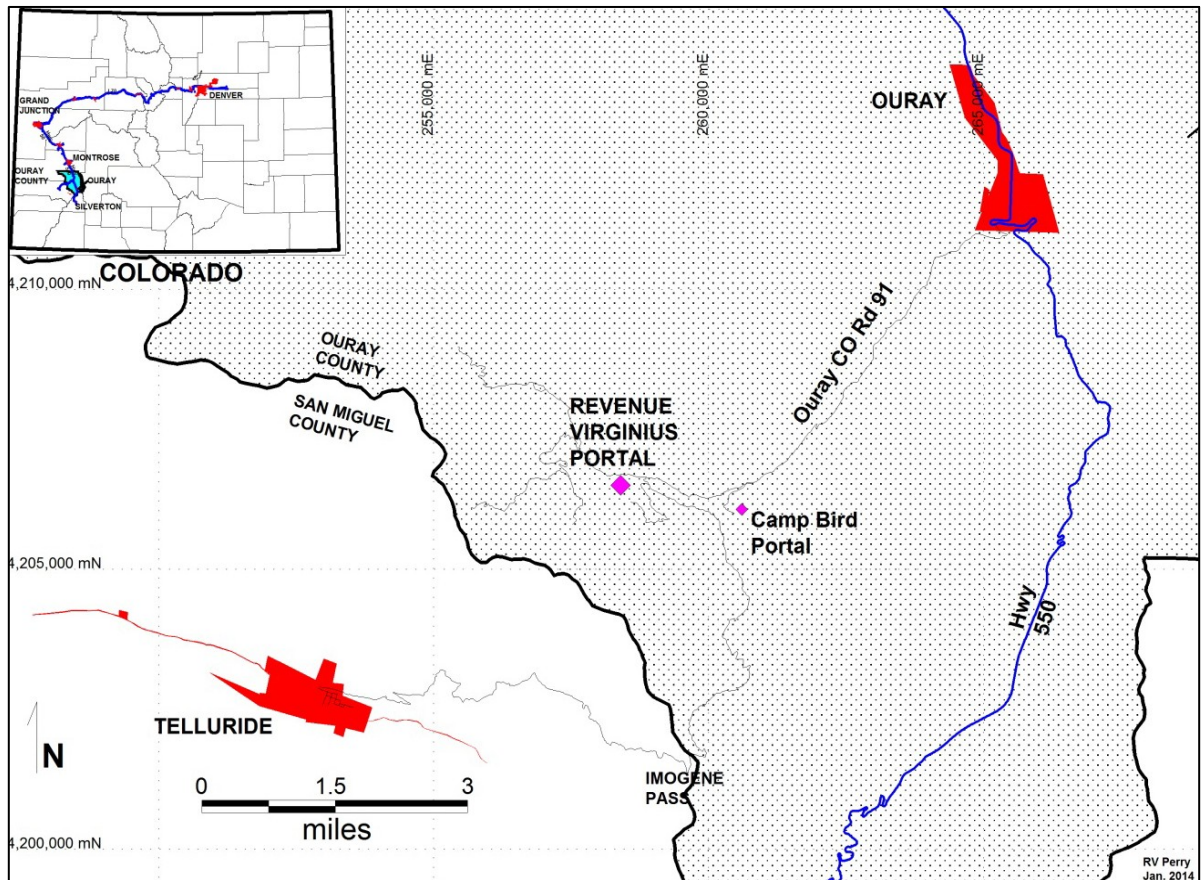 GRAND
JUNCTION
DENVER
MONTROSE
OURAY
COUNTY
OURAY
SILVERTON
COLORADO
255,000 mE
260,000 mE
265,000 mE
OURAY
4,210,000 mN
OURAY
COUNTY
SAN MIGUEL
COUNTY
Ouray CO Rd 91
REVENUE
VIRGINIUS
PORTAL
Camp Bird
Portal
4,205,000 mN
Hwy
550
TELLURIDE
N
IMOGENE
PASS
0 1.5 3
miles
4,200,000 mN
RV Perry
Jan. 2014